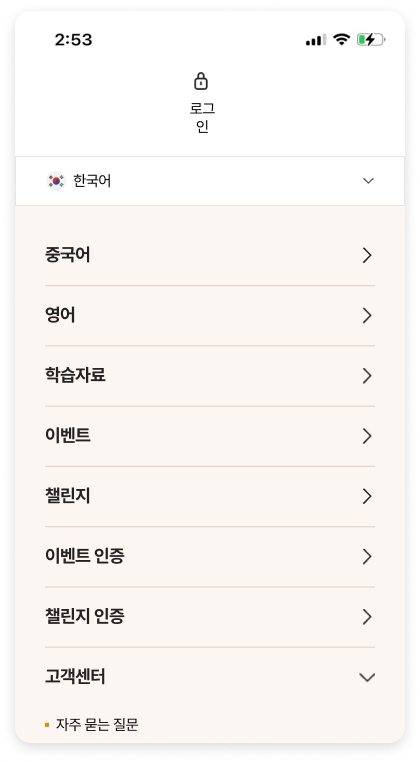 2:53
로그
인
한국어
중국어
영어
학습자료
이벤트
챌린지
이벤트 인증
챌린지 인증
고객센터
자주 묻는 질문